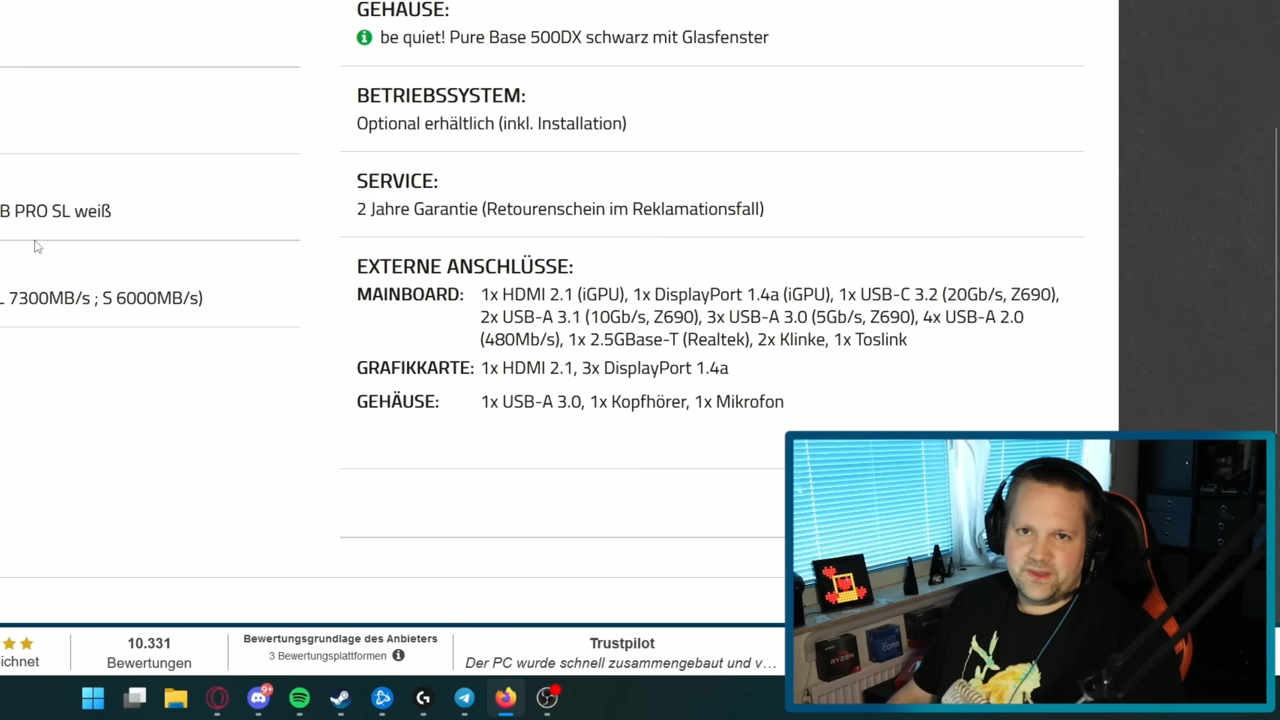 GEHÄUSE:
be quiet! Pure Base 500DX schwarz mit Glasfenster
BETRIEBSSYSTEM:
Optional erhältlich (inkl. Installation)
SERVICE:
B PRO SL weiß
2 Jahre Garantie (Retourenschein im Reklamationsfall)
EXTERNE ANSCHLÜSSE:
L 7300MB/s ; S 6000MB/s)
MAINBOARD: 1x HDMI 2.1 (iGPU), 1x DisplayPort 1.4a (iGPU), 1x USB-C 3.2 (20Gb/s, Z690),
2x USB-A 3.1 (10Gb/s, Z690), 3x USB-A 3.0 (5Gb/s, Z690), 4x USB-A 2.0
(480Mb/s), 1x 2.5GBase-T (Realtek), 2x Klinke, 1x Toslink
GRAFIKKARTE: 1x HDMI 2.1, 3x DisplayPort 1.4a
GEHÄUSE: 1x USB-A 3.0, 1x Kopfhörer, 1x Mikrofon
ichnet
10.331
Bewertungen
Bewertungsgrundlage des Anbieters
3 Bewertungsplattformen
Trustpilot
Der PC wurde schnell zusammengebaut und v…
9+
RYZEN
CORE